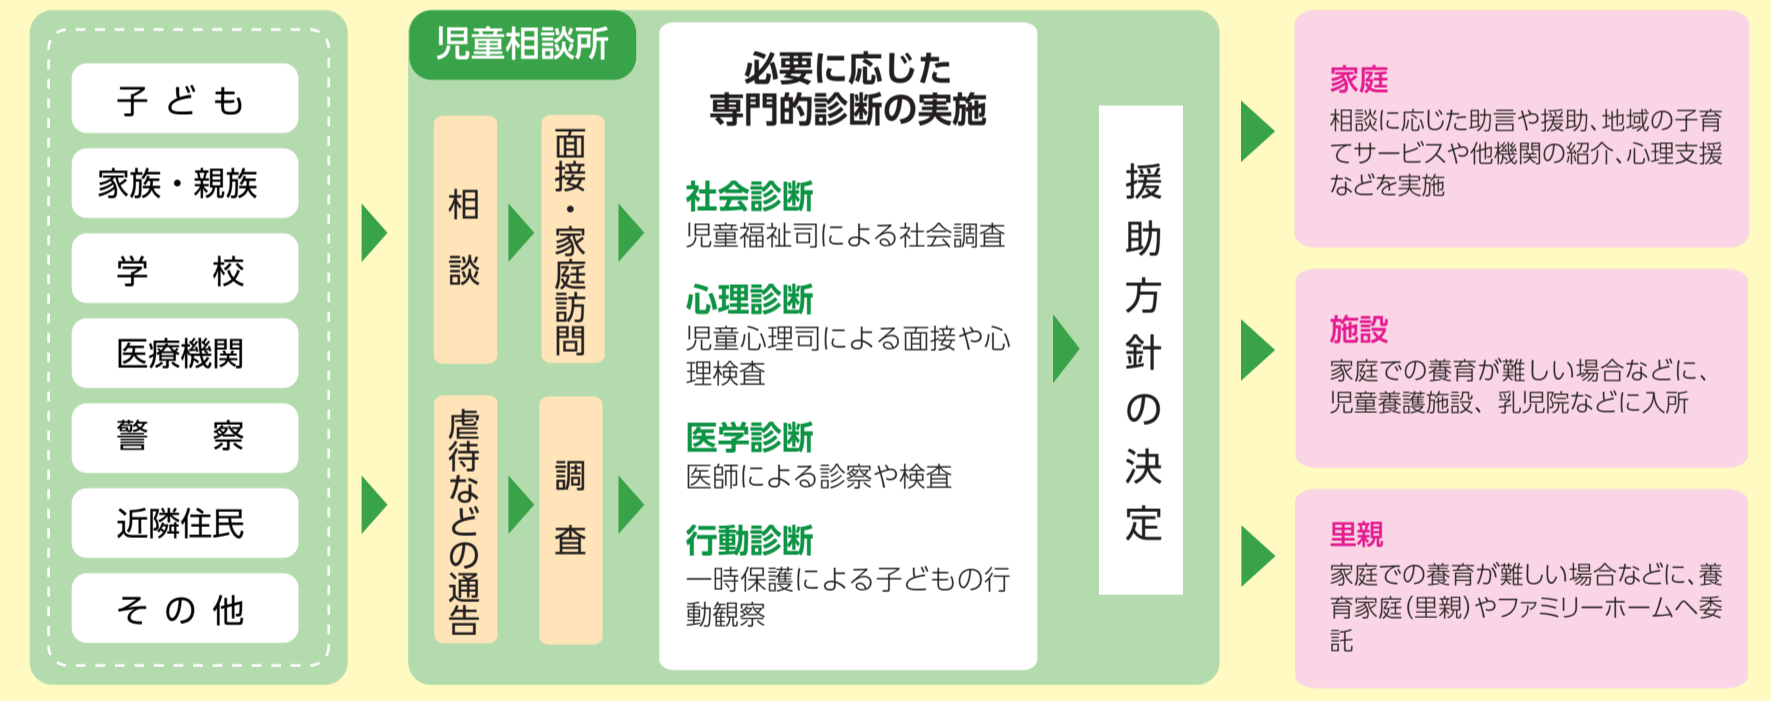 子ども
家族・親族
学校
医療機関
警察
近隣住民
その他
児童相談所
相談
面接・家庭訪問
虐待などの通告
調査
必要に応じた
専門的診断の実施
社会診断
児童福祉司による社会調査
心理診断
児童心理司による面接や心
理検査
医学診断
医師による診察や検査
行動診断
一時保護による子どもの行
動観察
援助方針の決定
家庭
相談に応じた助言や援助、地域の子育
てサービスや他機関の紹介、心理支援
などを実施
施設
家庭での養育が難しい場合などに、
児童養護施設、乳児院などに入所
里親
家庭での養育が難しい場合などに、養
育家庭(里親)やファミリーホームへ委
託